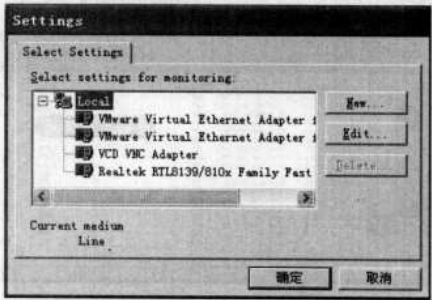 Settings
Select Settings
Select settings for monitoring:
Local
VMware Virtual Ethernet Adapter f
VMware Virtual Ethernet Adapter f
VCD VNC Adapter
Realtek RTL8139/810x Family Fast
New...
Edit...
Delete...
Current medium
Line
确定
取消